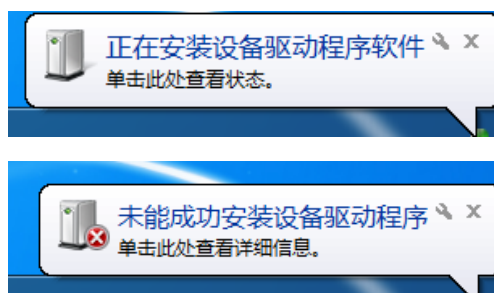 正在安装设备驱动程序软件
单击此处查看状态。
未能成功安装设备驱动程序
单击此处查看详细信息。